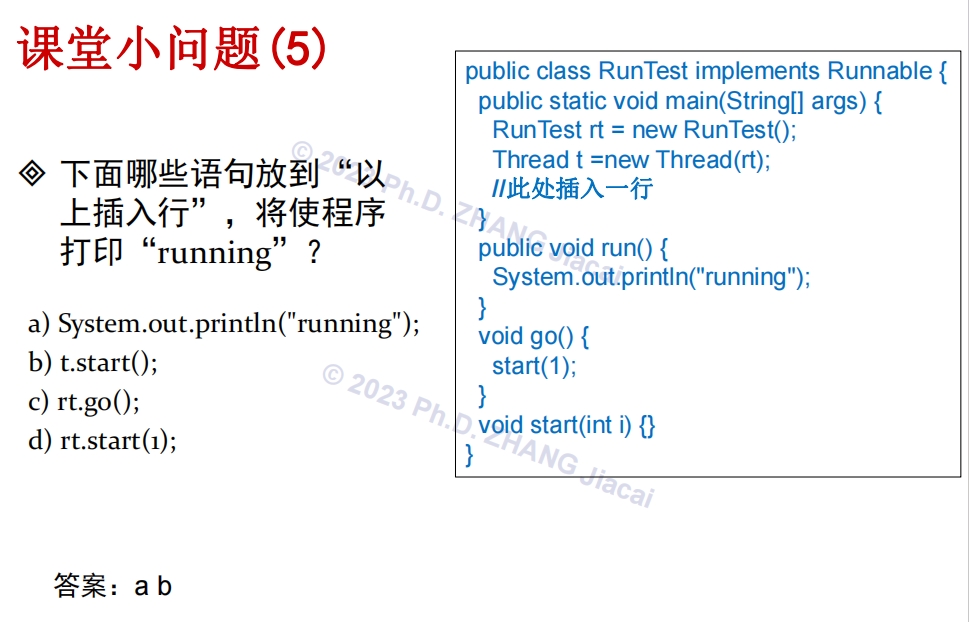 课堂小问题(5)
下面哪些语句放到“以
上插入行”，将使程序
打印“running”？
a) System.out.println("running");
b) t.start();
c) rt.go();
d) rt.start(1);
public class RunTest implements Runnable {
public static void main(String[] args) {
RunTest rt = new RunTest();
Thread t =new Thread(rt);
//此处插入一行
}
public void run() {
System.out.println("running");
}
void go() {
start(1);
}
void start(int i) {}
}
答案：a b
© 2023 Ph.D. ZHANG Jiacai
© 2023 Ph.D. ZHANG Jiacai